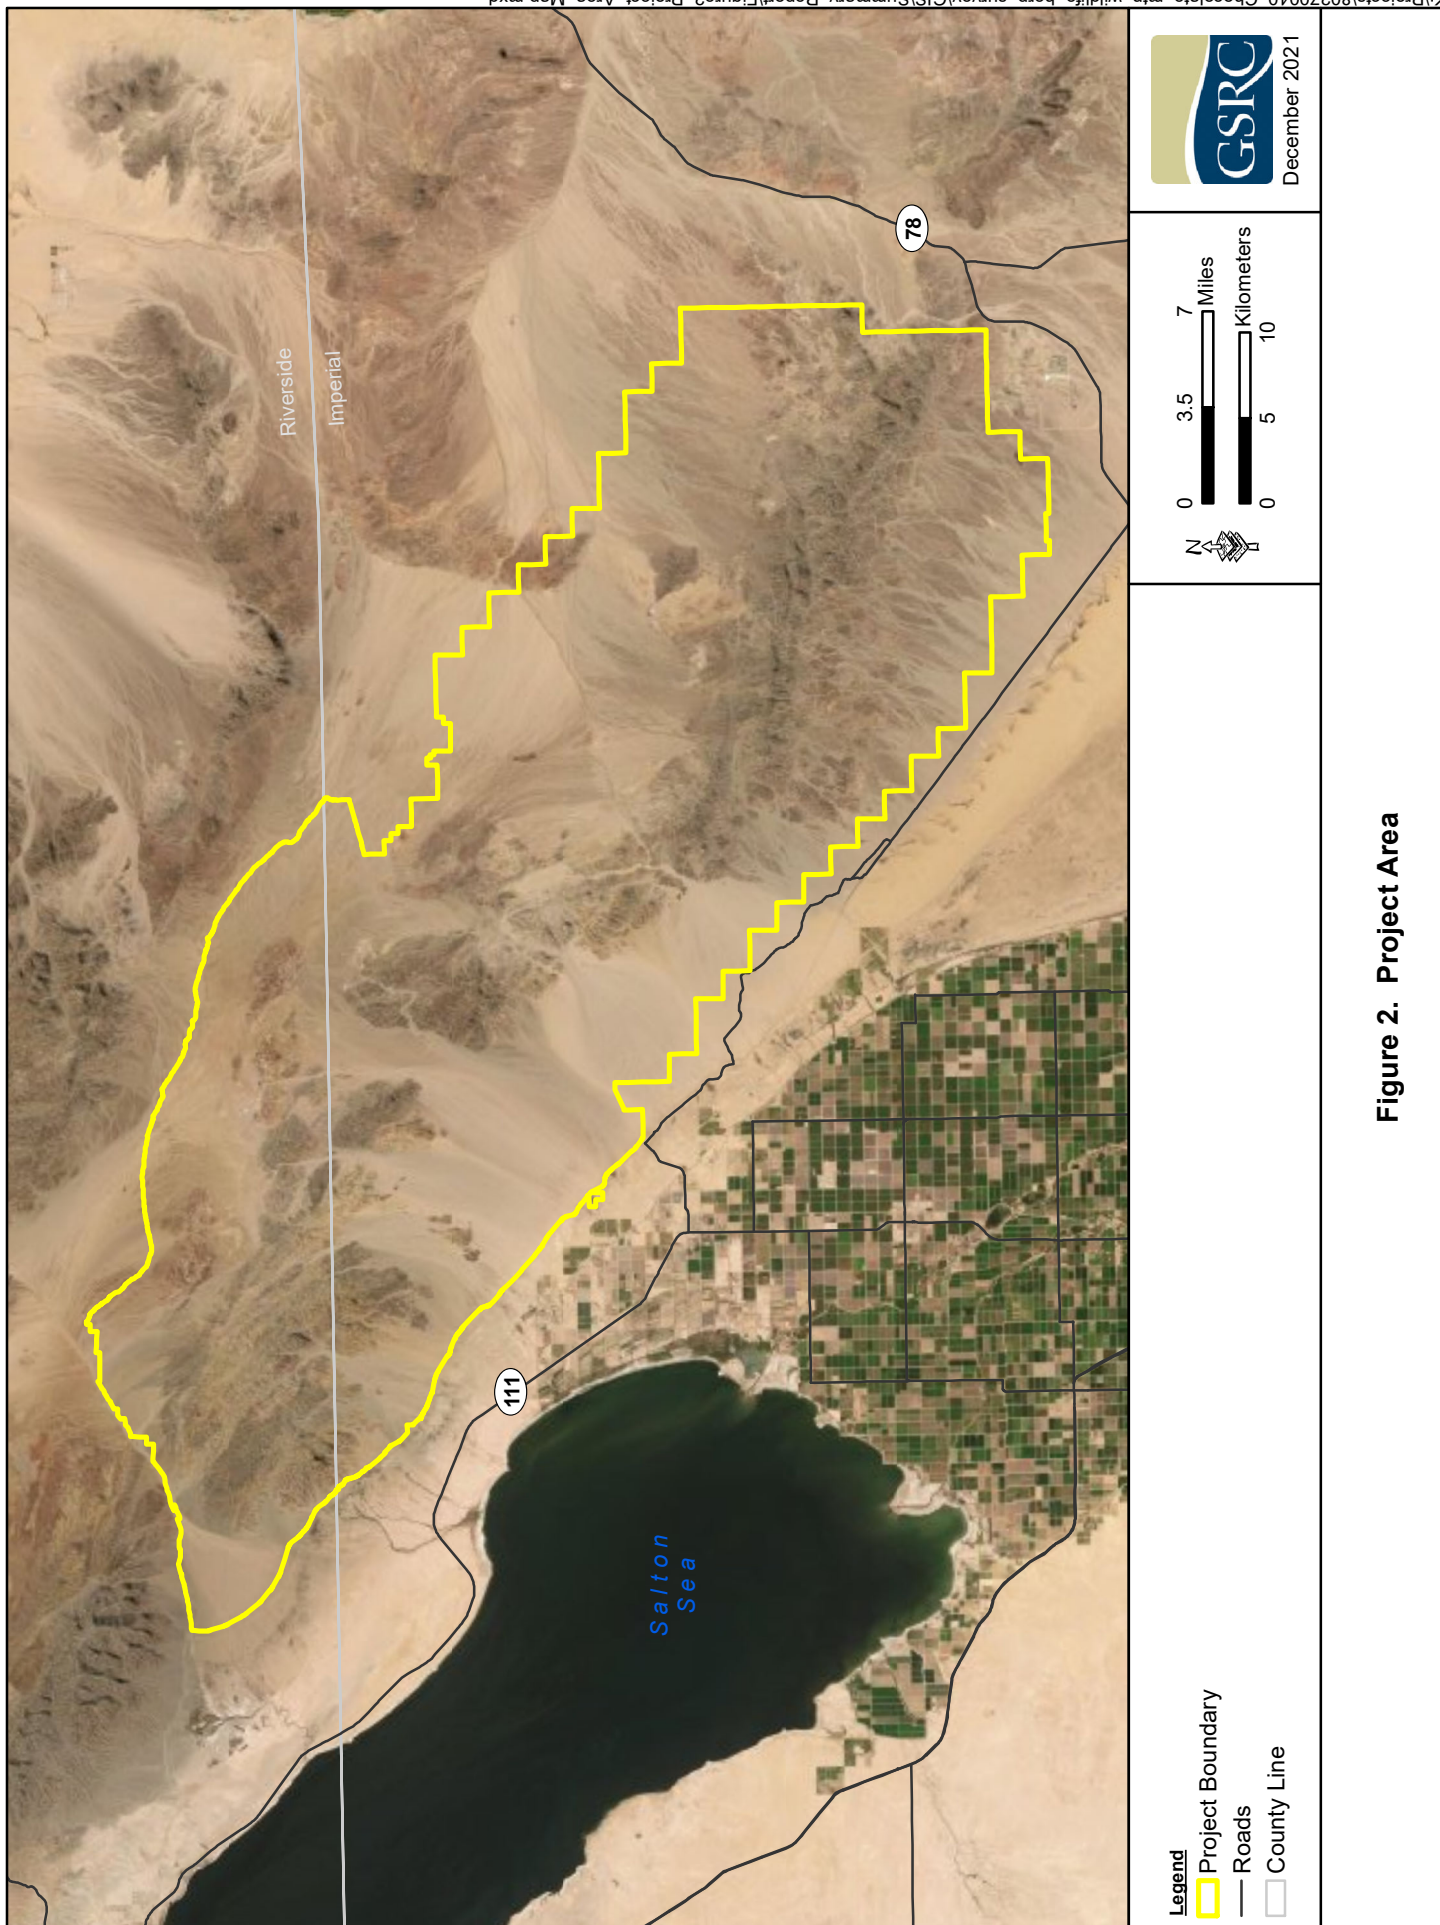 Riverside
Imperial
78
111
Salton
Sea
Legend
Project Boundary
Roads
County Line
N
0 3.5 7
Miles
Kilometers
0 5 10
GSRC
December 2021
Figure 2. Project Area